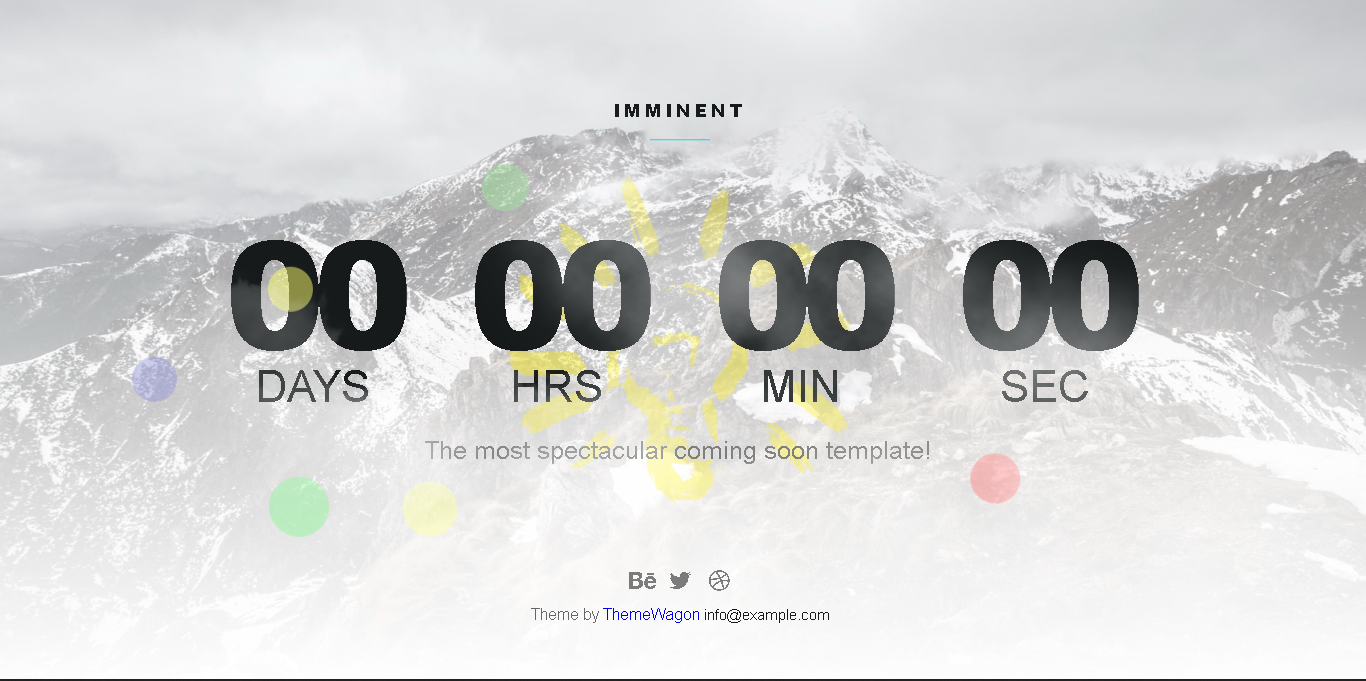 IMMINENT
00 00 00 00
DAYS HRS MIN SEC
The most spectacular coming soon template!
Bē
Theme by ThemeWagon info@example.com